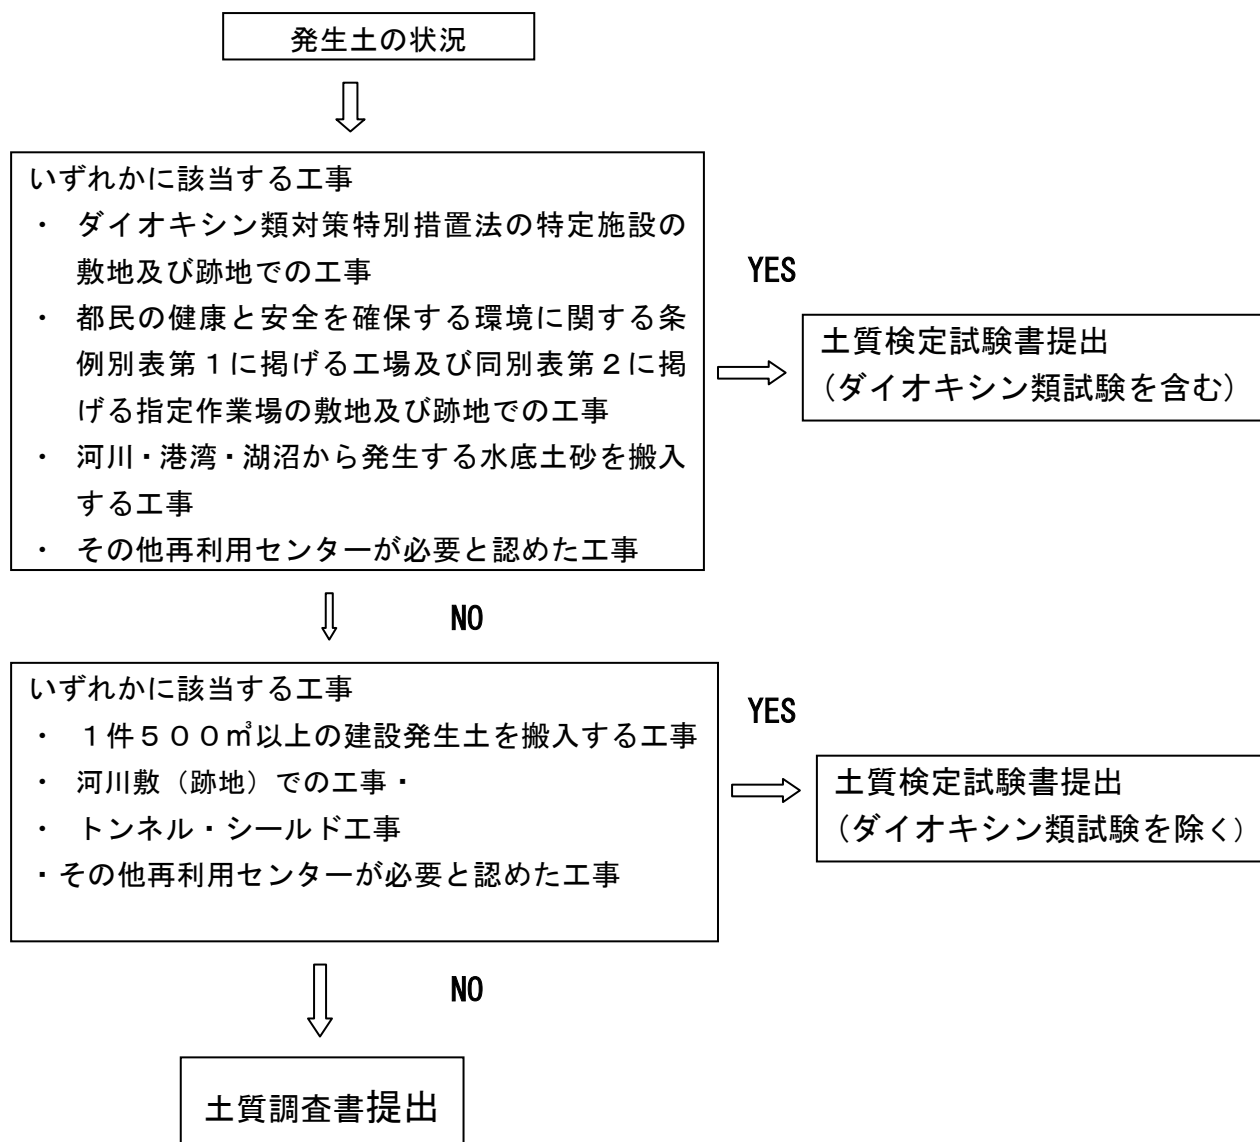 発生土の状況
いずれかに該当する工事
・ ダイオキシン類対策特別措置法の特定施設の
敷地及び跡地での工事
・ 都民の健康と安全を確保する環境に関する条
例別表第１に掲げる工場及び同別表第２に掲
げる指定作業場の敷地及び跡地での工事
・ 河川・港湾・湖沼から発生する水底土砂を搬入
する工事
・ その他再利用センターが必要と認めた工事
YES
土質検定試験書提出
（ダイオキシン類試験を含む）
NO
いずれかに該当する工事
・ １件５００㎥以上の建設発生土を搬入する工事
・ 河川敷（跡地）での工事・
・ トンネル・シールド工事
・その他再利用センターが必要と認めた工事
YES
土質検定試験書提出
（ダイオキシン類試験を除く）
NO
土質調査書提出